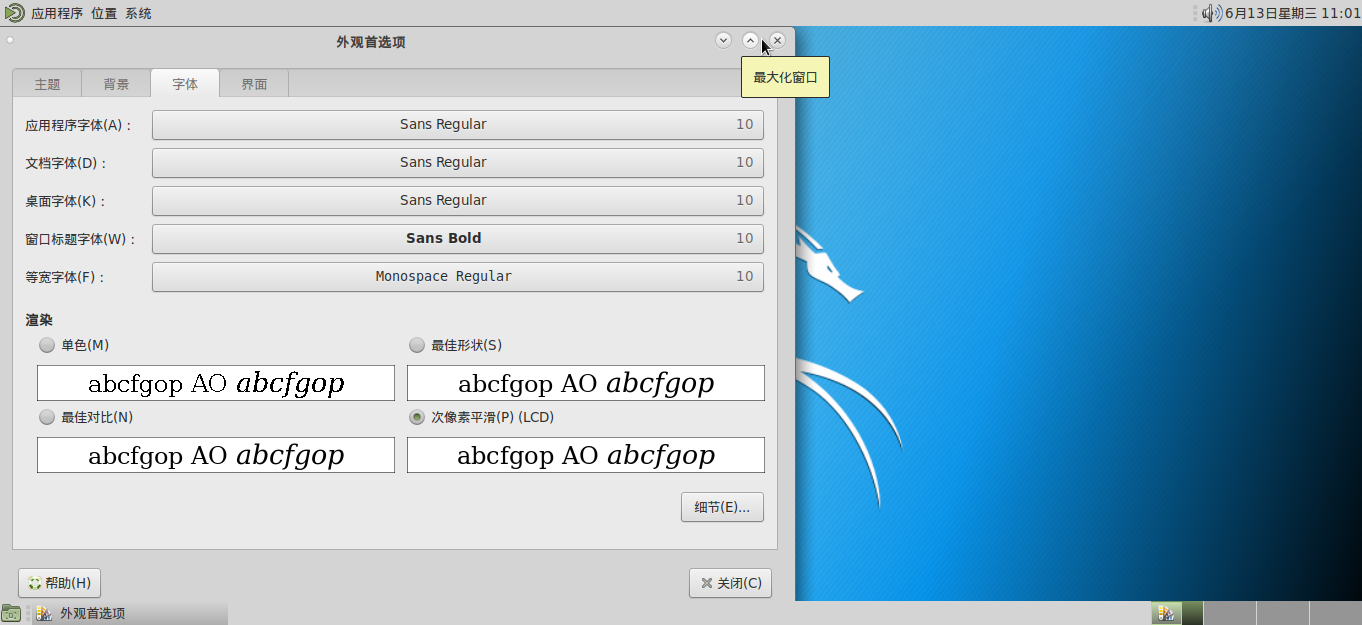 应用程序 位置 系统
6月13日星期三 11:01
外观首选项
最大化窗口
主题 背景 字体 界面
应用程序字体(A) : Sans Regular 10
文档字体(D) : Sans Regular 10
桌面字体(K) : Sans Regular 10
窗口标题字体(W) : Sans Bold 10
等宽字体(F) : Monospace Regular 10
渲染
单色(M) 最佳形状(S)
abcfgop AO abcfgop abcfgop AO abcfgop
最佳对比(N) 次像素平滑(P) (LCD)
abcfgop AO abcfgop abcfgop AO abcfgop
细节(E)...
帮助(H) 关闭(C)
外观首选项